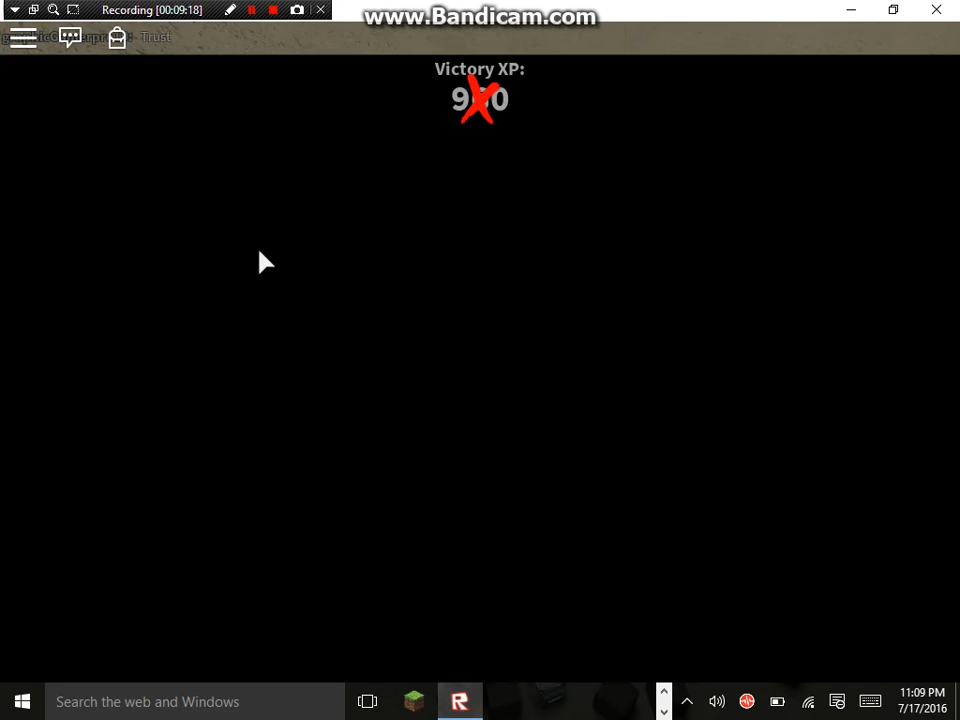 Recording [00:09:18]
www.Bandicam.com
Trust
Victory XP:
960
Search the web and Windows
11:09 PM
7/17/2016